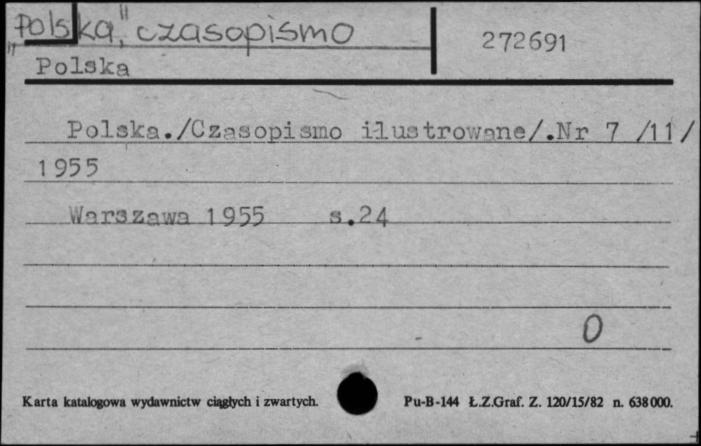 „Polska," czasopismo
272691
Polska
Polska./Czasopismo ilustrowane/.Nr 7 /11/
1955
Warszawa 1955 s.24
0
Karta katalogowa wydawnictw ciągłych i zwartych.
Pu-B-144 Ł.Z.Graf. Z. 120/15/82 n. 638000.